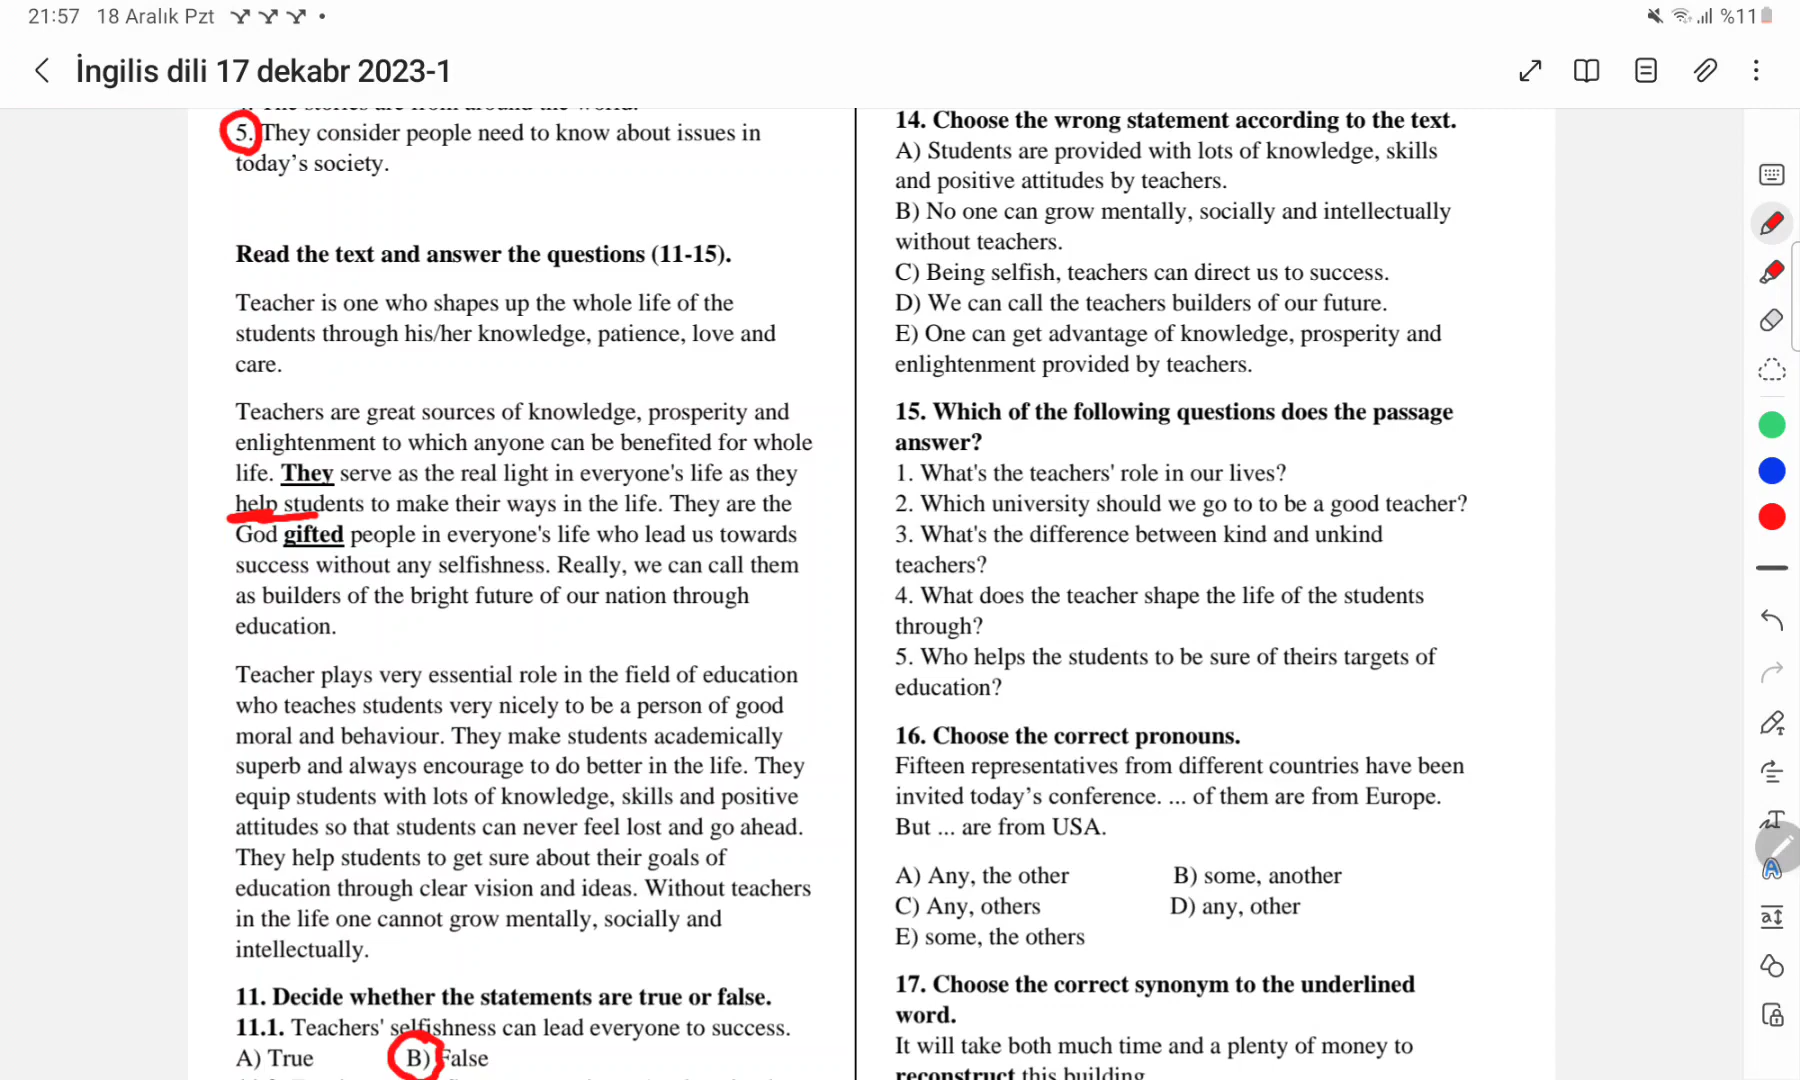 21:57 18 Aralık Pzt
%11
İngilis dili 17 dekabr 2023-1
The stories are from around the world.
5. They consider people need to know about issues in
today’s society.
Read the text and answer the questions (11-15).
Teacher is one who shapes up the whole life of the
students through his/her knowledge, patience, love and
care.
Teachers are great sources of knowledge, prosperity and
enlightenment to which anyone can be benefited for whole
life. They serve as the real light in everyone's life as they
help students to make their ways in the life. They are the
God gifted people in everyone's life who lead us towards
success without any selfishness. Really, we can call them
as builders of the bright future of our nation through
education.
Teacher plays very essential role in the field of education
who teaches students very nicely to be a person of good
moral and behaviour. They make students academically
superb and always encourage to do better in the life. They
equip students with lots of knowledge, skills and positive
attitudes so that students can never feel lost and go ahead.
They help students to get sure about their goals of
education through clear vision and ideas. Without teachers
in the life one cannot grow mentally, socially and
intellectually.
11. Decide whether the statements are true or false.
11.1. Teachers' selfishness can lead everyone to success.
A) True B) False
14. Choose the wrong statement according to the text.
A) Students are provided with lots of knowledge, skills
and positive attitudes by teachers.
B) No one can grow mentally, socially and intellectually
without teachers.
C) Being selfish, teachers can direct us to success.
D) We can call the teachers builders of our future.
E) One can get advantage of knowledge, prosperity and
enlightenment provided by teachers.
15. Which of the following questions does the passage
answer?
1. What's the teachers' role in our lives?
2. Which university should we go to to be a good teacher?
3. What's the difference between kind and unkind
teachers?
4. What does the teacher shape the life of the students
through?
5. Who helps the students to be sure of theirs targets of
education?
16. Choose the correct pronouns.
Fifteen representatives from different countries have been
invited today’s conference. ... of them are from Europe.
But ... are from USA.
A) Any, the other B) some, another
C) Any, others D) any, other
E) some, the others
17. Choose the correct synonym to the underlined
word.
It will take both much time and a plenty of money to
reconstruct this building